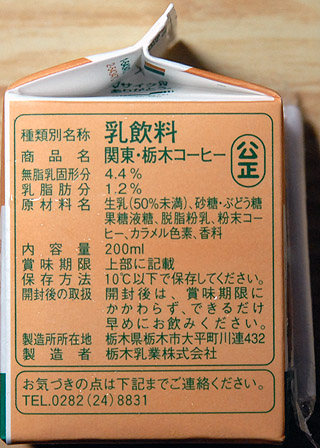 種類別名称 乳飲料
商品名 関東・栃木コーヒー
無脂乳固形分 4.4%
乳脂肪分 1.2%
原材料名 生乳(50%未満)、砂糖・ぶどう糖
果糖液糖、脱脂粉乳、粉末コー
ヒー、カラメル色素、香料
内容量 200ml
賞味期限 上部に記載
保存方法 10℃以下で保存してください。
開封後の取扱 開封後は、賞味期限に
かかわらず、できるだけ
早めにお飲みください。
製造所所在地 栃木県栃木市大平町川連432
製造者 栃木乳業株式会社
公正
お気づきの点は下記までご連絡ください。
TEL.0282(24)8831